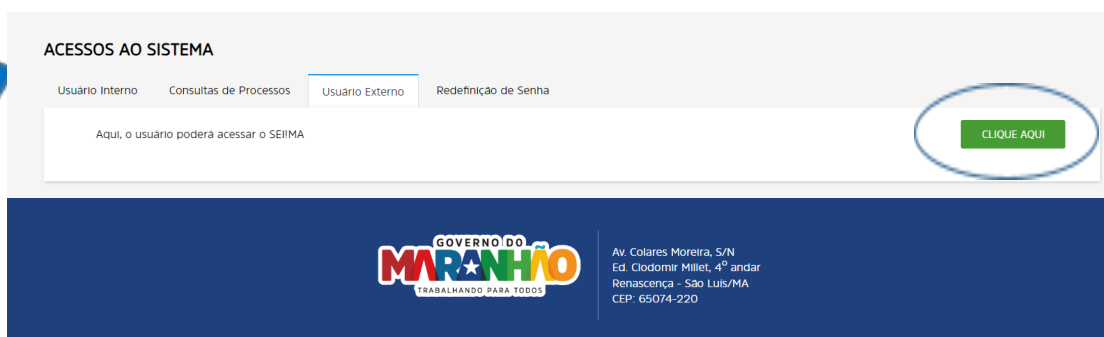 ACESSOS AO SISTEMA
Usuário Interno Consultas de Processos Usuário Externo Redefinição de Senha
Aqui, o usuário poderá acessar o SEI!MA
CLIQUE AQUI
GOVERNO DO
MARANHÃO
TRABALHANDO PARA TODOS
Av. Colares Moreira, S/N
Ed. Clodomir Millet, 4º andar
Renascença - São Luís/MA
CEP: 65074-220